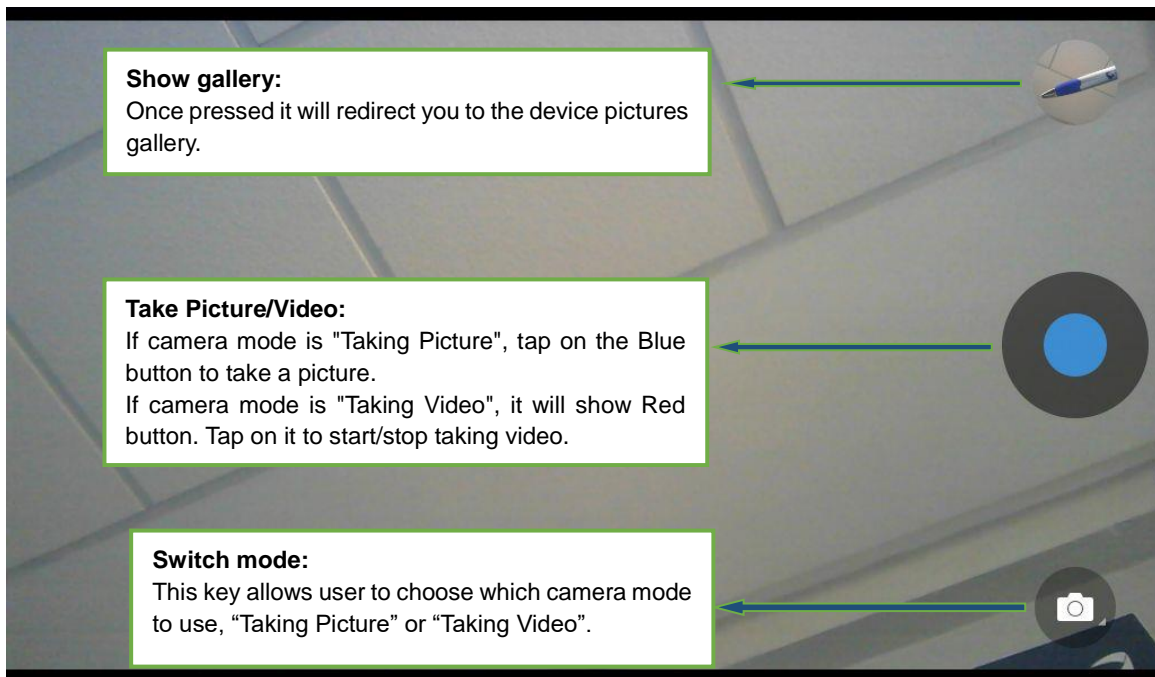 Show gallery:
Once pressed it will redirect you to the device pictures
gallery.
Take Picture/Video:
If camera mode is "Taking Picture", tap on the Blue
button to take a picture.
If camera mode is "Taking Video", it will show Red
button. Tap on it to start/stop taking video.
Switch mode:
This key allows user to choose which camera mode
to use, “Taking Picture” or “Taking Video”.